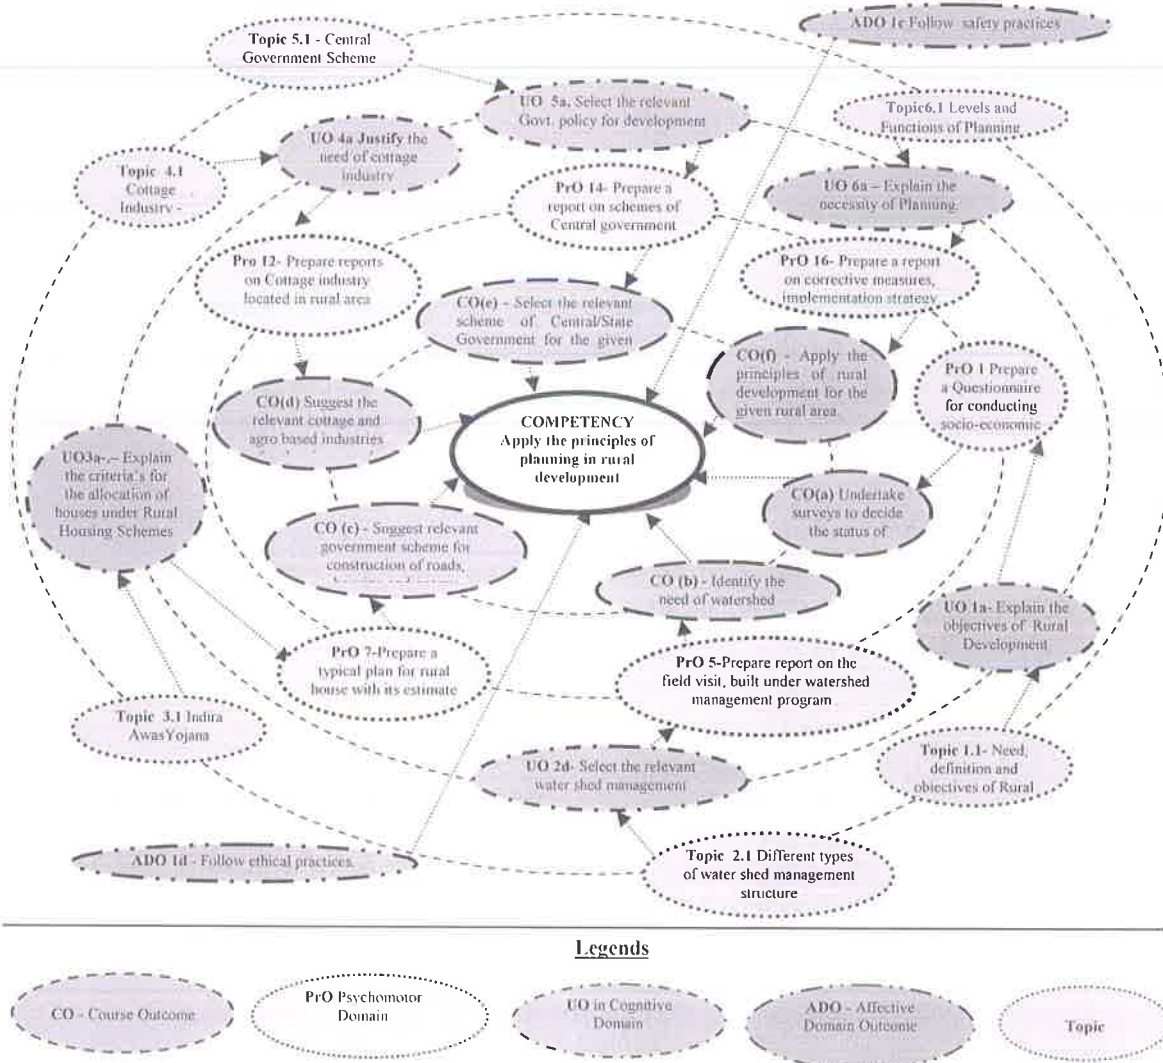 ADO 1c Follow safety practices
Topic 5.1 - Central
Government Scheme
UO 5a. Select the relevant
Govt. policy for development
Topic6.1 Levels and
Functions of Planning
UO 4a Justify the
need of cottage
industry
Topic 4.1
Cottage
Industry -
PrO 14- Prepare a
report on schemes of
Central government
UO 6a – Explain the
necessity of Planning.
Pro 12- Prepare reports
on Cottage industry
located in rural area
PrO 16- Prepare a report
on corrective measures,
implementation strategy
CO(e) - Select the relevant
scheme of Central/State
Government for the given
CO(f) - Apply the
principles of rural
development for the
given rural area
PrO 1 Prepare
a Questionnaire
for conducting
socio-economic
CO(d) Suggest the
relevant cottage and
agro based industries
COMPETENCY
Apply the principles of
planning in rural
development
UO3a-.– Explain
the criteria's for
the allocation of
houses under Rural
Housing Schemes
CO(a) Undertake
surveys to decide
the status of
CO (c) - Suggest relevant
government scheme for
construction of roads,
CO (b) - Identify the
need of watershed
UO 1a- Explain the
objectives of Rural
Development
PrO 7-Prepare a
typical plan for rural
house with its estimate
PrO 5-Prepare report on the
field visit, built under watershed
management program
Topic 3.1 Indira
AwasYojana
UO 2d- Select the relevant
water shed management
Topic 1.1- Need,
definition and
objectives of Rural
ADO 1d - Follow ethical practices.
Topic 2.1 Different types
of water shed management
structure
Legends
CO - Course Outcome
PrO Psychomotor
Domain
UO in Cognitive
Domain
ADO - Affective
Domain Outcome
Topic